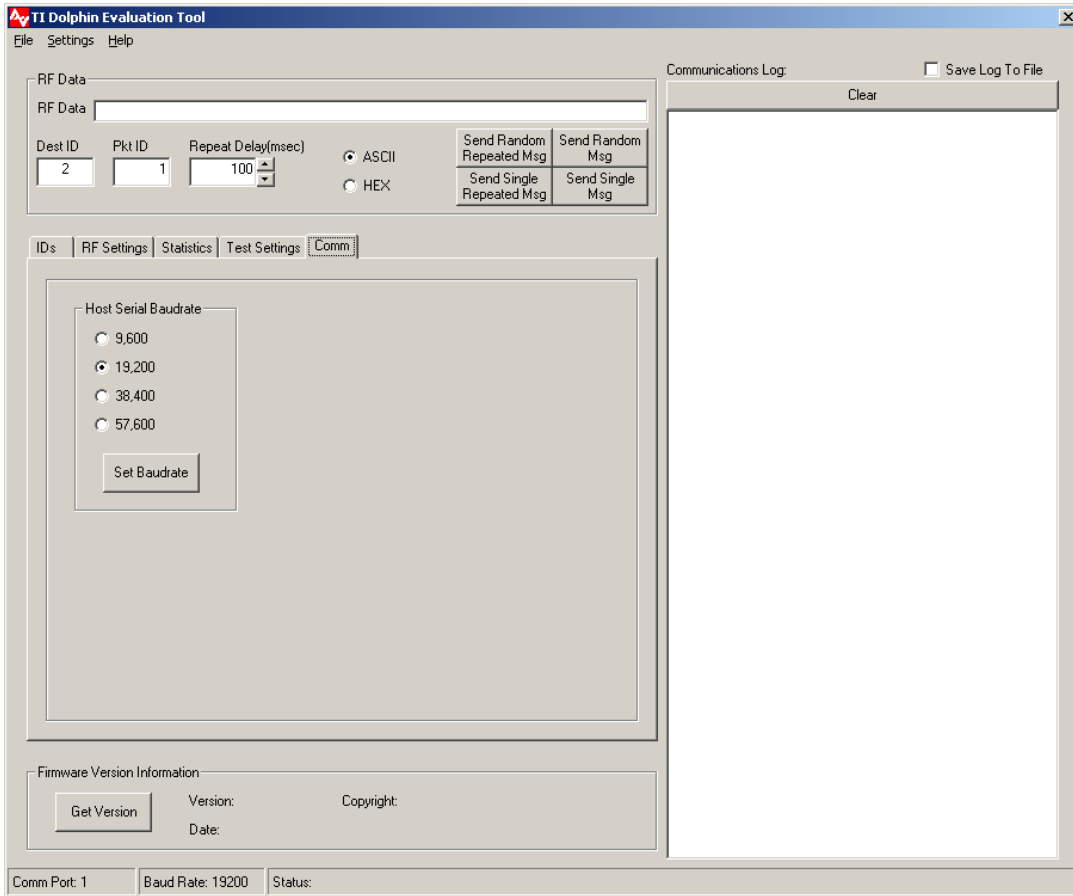 TI Dolphin Evaluation Tool
File Settings Help
RF Data
RF Data
Dest ID Pkt ID Repeat Delay(msec)
2 1 100
ASCII
HEX
Send Random Repeated Msg
Send Random Msg
Send Single Repeated Msg
Send Single Msg
Communications Log: Save Log To File
Clear
IDs RF Settings Statistics Test Settings Comm
Host Serial Baudrate
9,600
19,200
38,400
57,600
Set Baudrate
Firmware Version Information
Get Version
Version: Copyright:
Date:
Comm Port: 1 Baud Rate: 19200 Status: